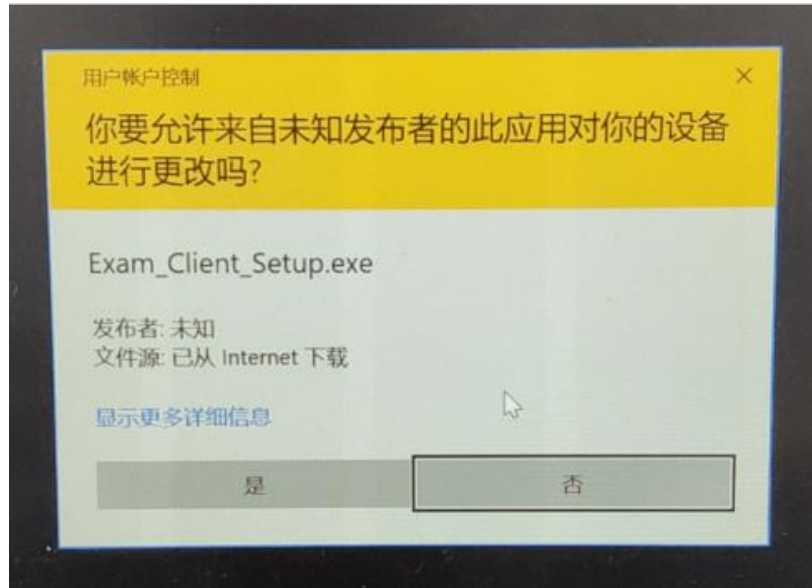 用户帐户控制
你要允许来自未知发布者的此应用对你的设备
进行更改吗?
Exam_Client_Setup.exe
发布者: 未知
文件源: 已从 Internet 下载
显示更多详细信息
是
否